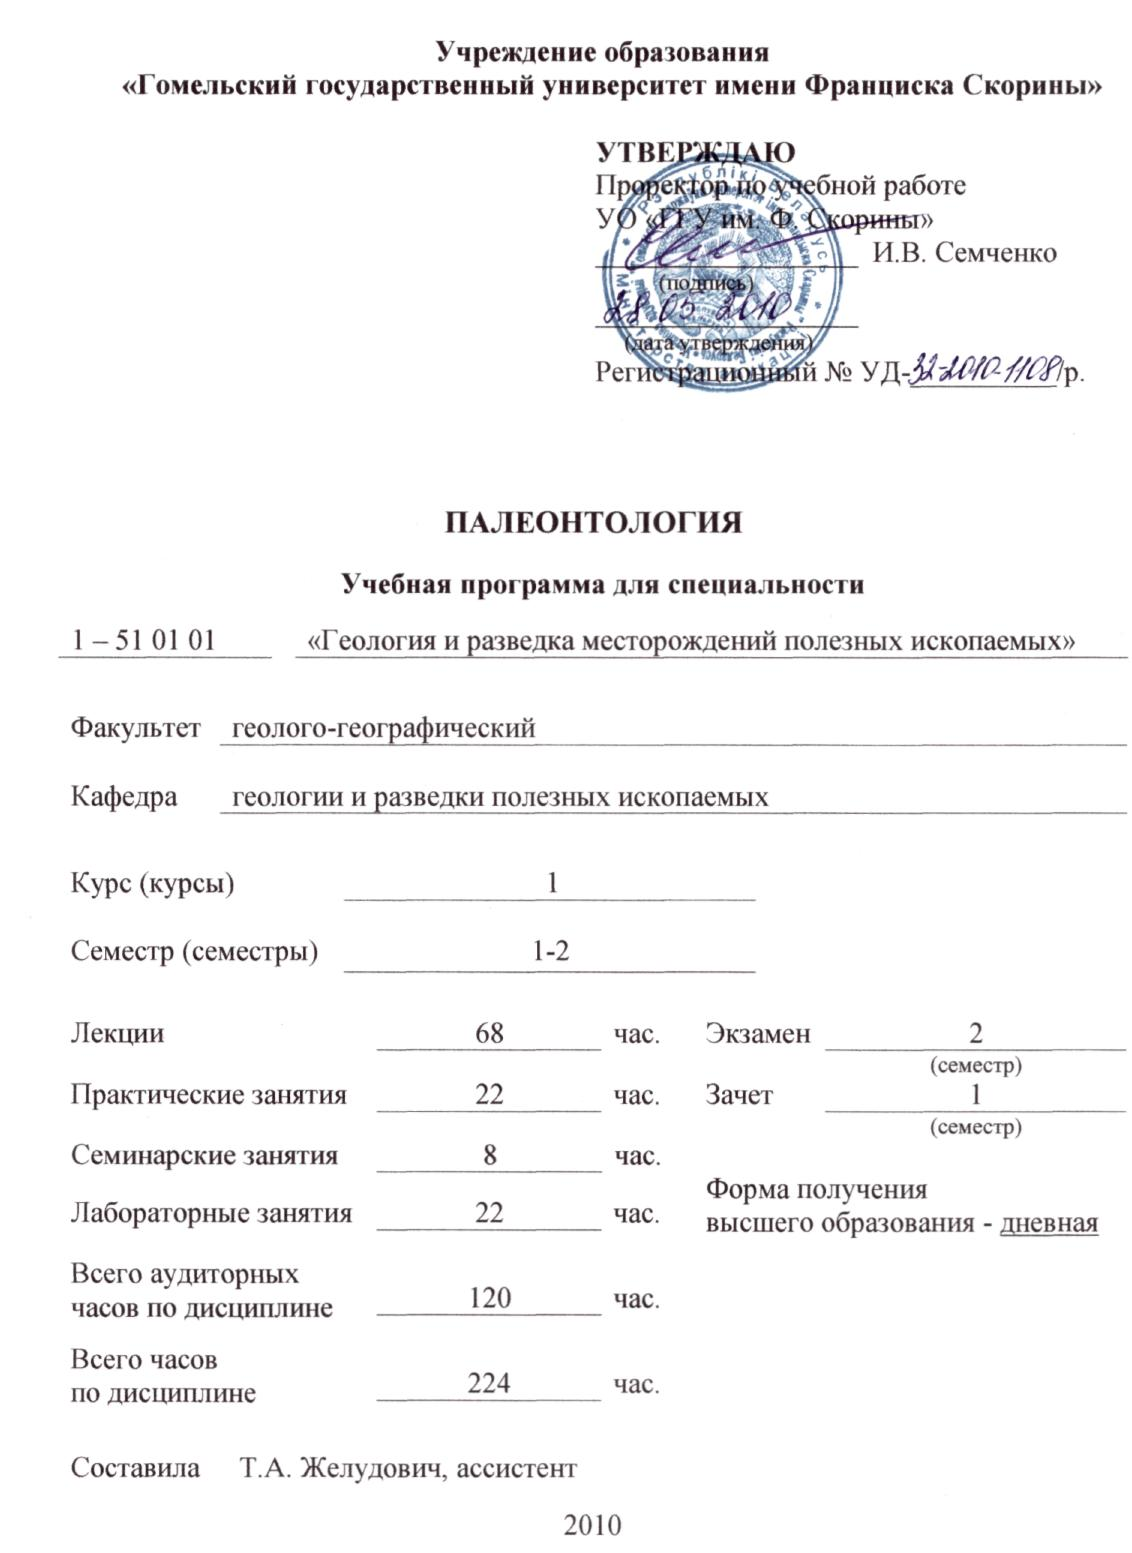 Учреждение образования
«Гомельский государственный университет имени Франциска Скорины»
УТВЕРЖДАЮ
Проректор по учебной работе
УО «ГГУ им. Ф. Скорины»
И.В. Семченко
(подпись)
28 05 2010
(дата утверждения)
Регистрационный № УД-32-2010-1108/р.
ПАЛЕОНТОЛОГИЯ
Учебная программа для специальности
1 – 51 01 01 «Геология и разведка месторождений полезных ископаемых»
Факультет геолого-географический
Кафедра геологии и разведки полезных ископаемых
Курс (курсы) 1
Семестр (семестры) 1-2
Лекции 68 час. Экзамен 2
(семестр)
Практические занятия 22 час. Зачет 1
(семестр)
Семинарские занятия 8 час.
Форма получения
Лабораторные занятия 22 час. высшего образования - дневная
Всего аудиторных
часов по дисциплине 120 час.
Всего часов
по дисциплине 224 час.
Составила Т.А. Желудович, ассистент
2010